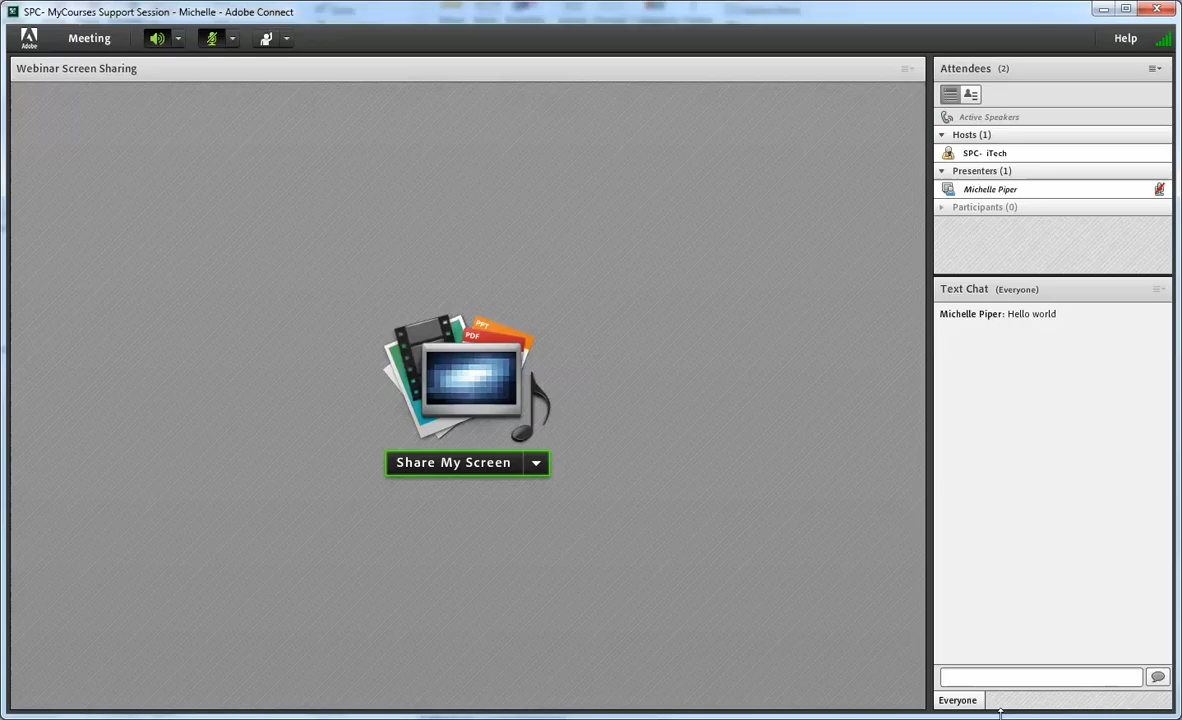 SPC- MyCourses Support Session - Michelle - Adobe Connect
Adobe
Meeting
Help
Webinar Screen Sharing
Attendees (2)
Active Speakers
Hosts (1)
SPC- iTech
Presenters (1)
Michelle Piper
Participants (0)
Text Chat (Everyone)
Michelle Piper: Hello world
PPT
PDF
Share My Screen
Everyone